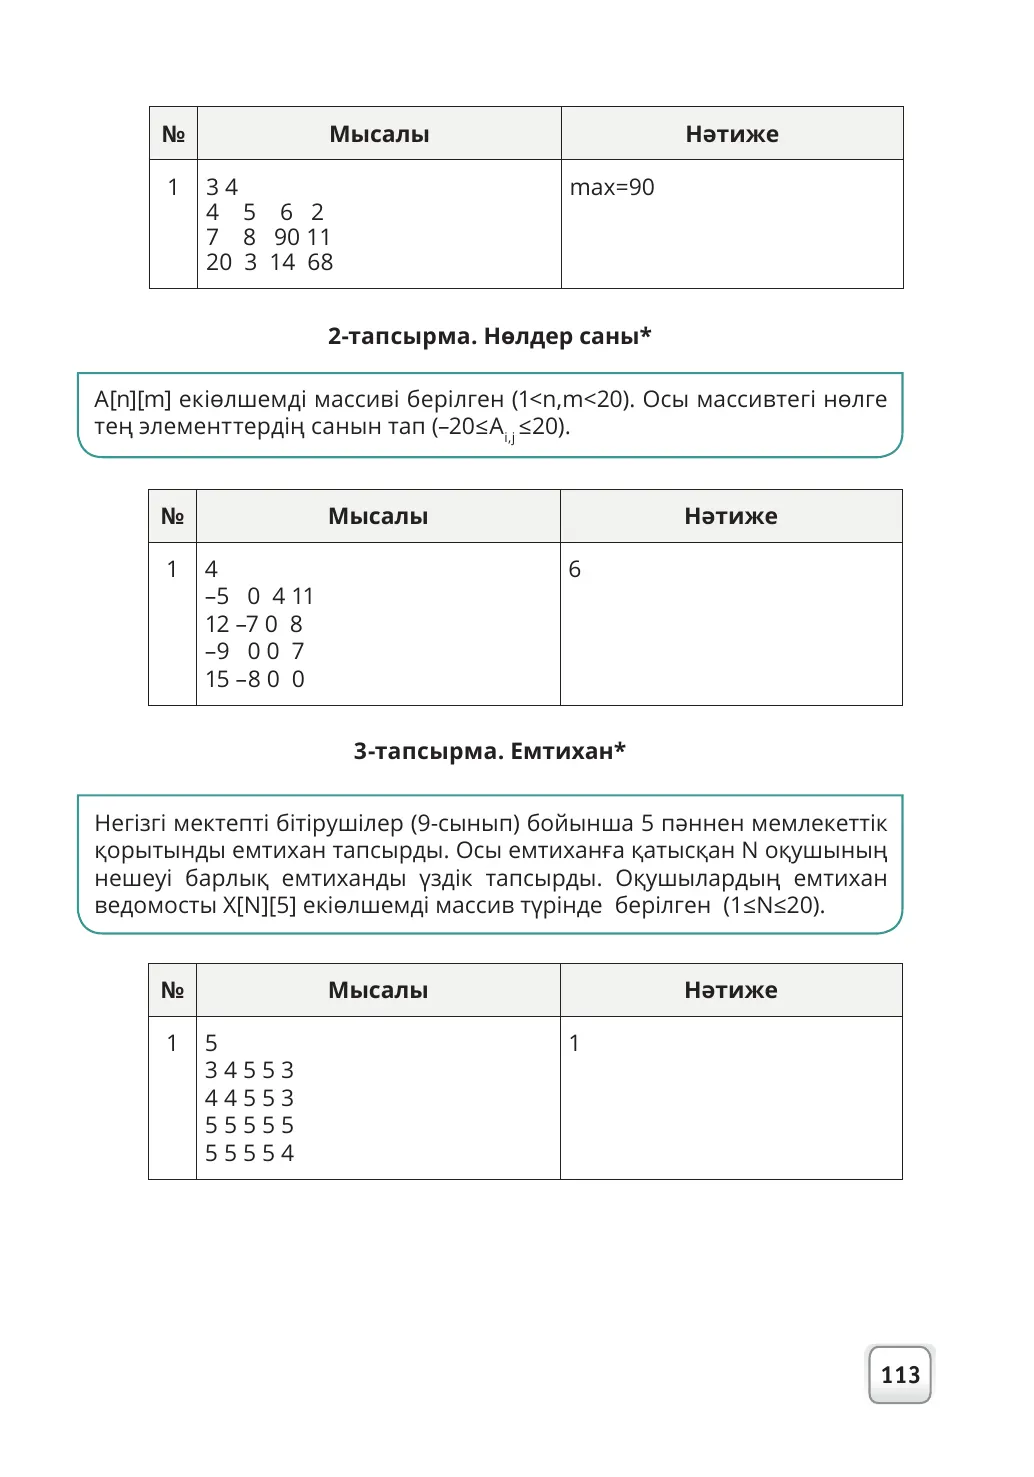 № Мысалы Нәтиже
1 3 4 max=90
4 5 6 2
7 8 90 11
20 3 14 68
2-тапсырма. Нөлдер саны*
A[n][m] екіөлшемді массиві берілген (1<n,m<20). Осы массивтегі нөлге
тең элементтердің санын тап (–20≤A i,j ≤20).
№ Мысалы Нәтиже
1 4 6
–5 0 4 11
12 –7 0 8
–9 0 0 7
15 –8 0 0
3-тапсырма. Емтихан*
Негізгі мектепті бітірушілер (9-сынып) бойынша 5 пәннен мемлекеттік
қорытынды емтихан тапсырды. Осы емтиханға қатысқан N оқушының
нешеуі барлық емтиханды үздік тапсырды. Оқушылардың емтихан
ведомосты X[N][5] екіөлшемді массив түрінде берілген (1≤N≤20).
№ Мысалы Нәтиже
1 5 1
3 4 5 5 3
4 4 5 5 3
5 5 5 5 5
5 5 5 5 4
113